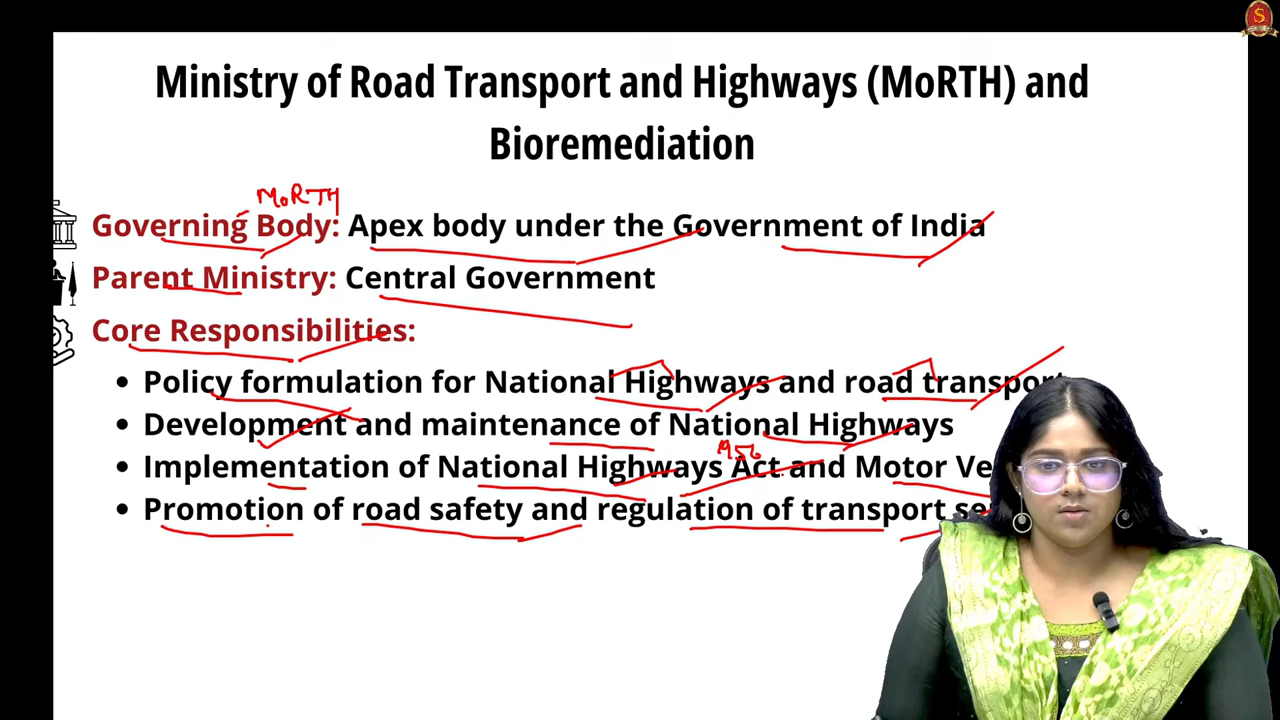 Ministry of Road Transport and Highways (MoRTH) and
Bioremediation
MoRTH
Governing Body: Apex body under the Government of India
Parent Ministry: Central Government
Core Responsibilities:
• Policy formulation for National Highways and road transport
• Development and maintenance of National Highways
1956
• Implementation of National Highways Act and Motor
• Promotion of road safety and regulation of transport
S